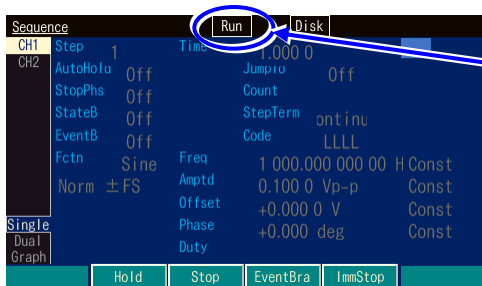 Sequence Run Disk
CH1 Step 1 Time 1.000 0
CH2 AutoHold Off JumpTo Off
StopPhs Off Count
StateB Off StepTerm ontinu
EventB Off Code LLLL
Fctn Sine Freq 1 000.000 000 00 H Const
Norm ±FS Amptd 0.100 0 Vp-p Const
Offset +0.000 0 V Const
Single Phase +0.000 deg Const
Dual Duty
Graph
Hold Stop EventBra ImmStop